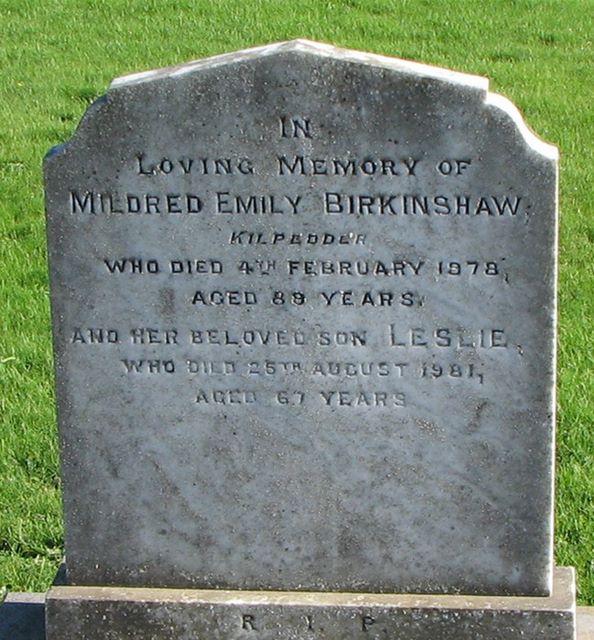 IN
LOVING MEMORY OF
MILDRED EMILY BIRKINSHAW,
KILPEDDER
WHO DIED 4TH FEBRUARY 1978,
AGED 89 YEARS.
AND HER BELOVED SON LESLIE,
WHO DIED 25TH AUGUST 1981,
AGED 67 YEARS
R. I. P.